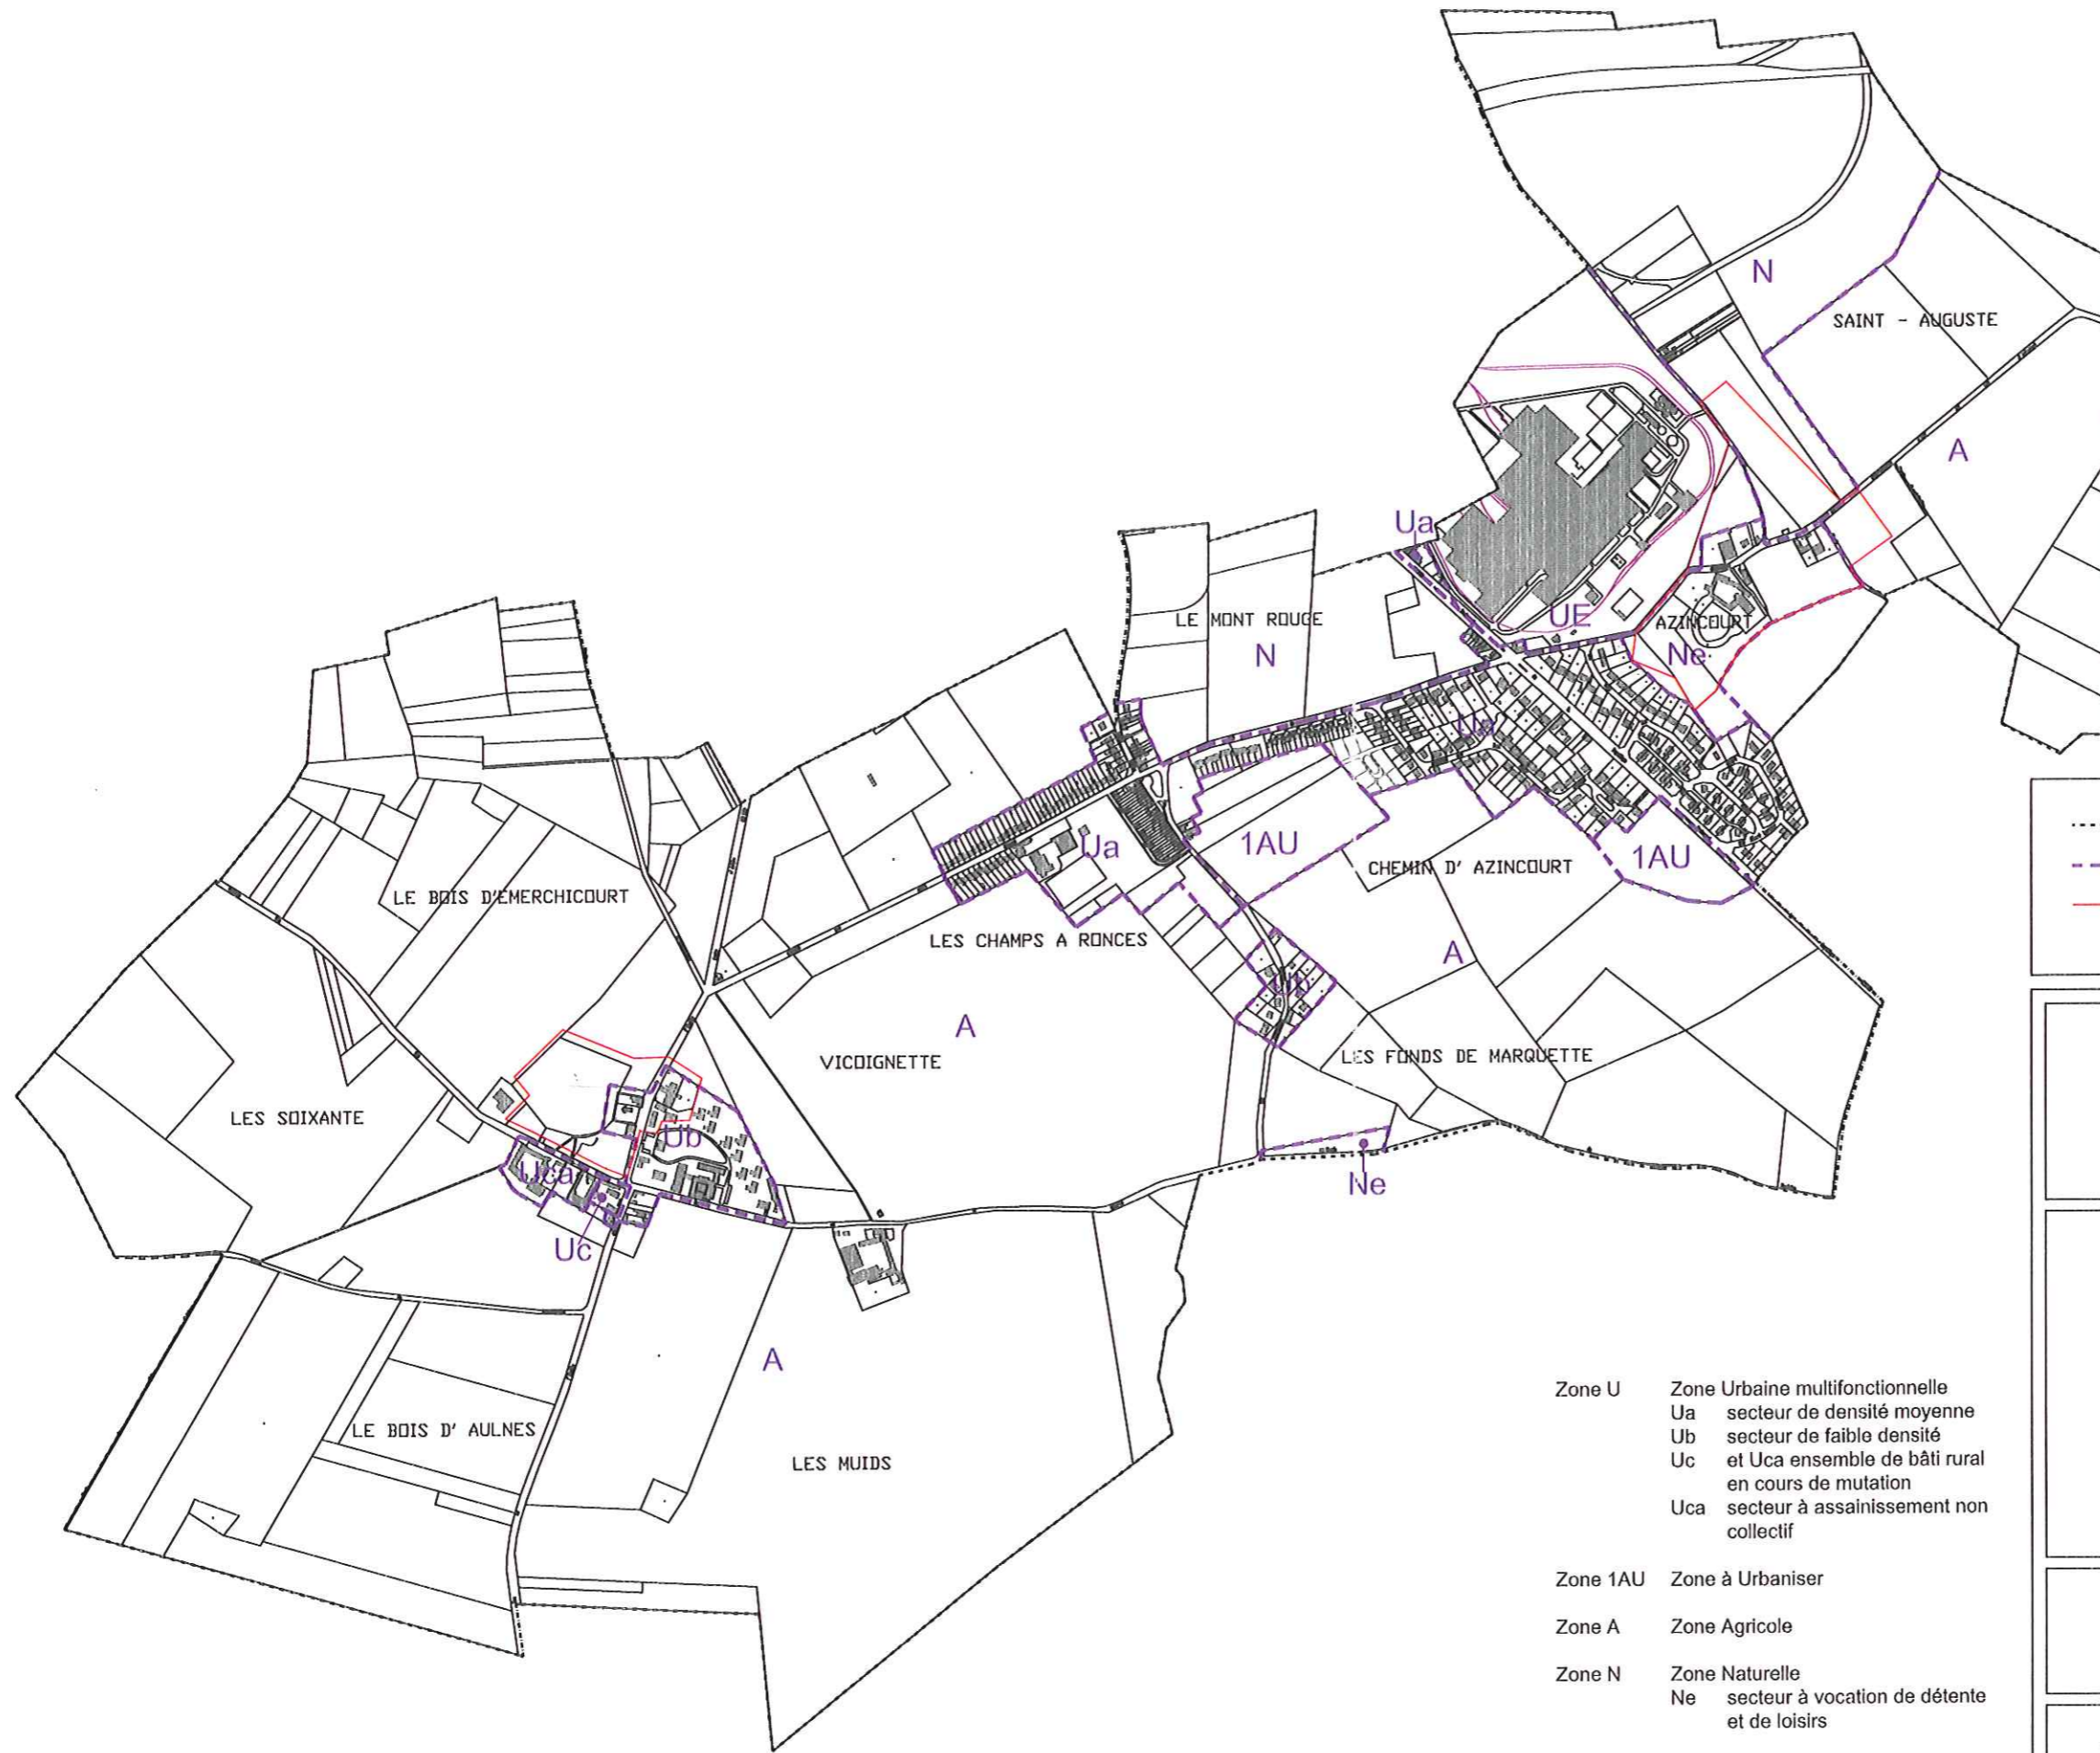 N
SAINT - AUGUSTE
A
Ua
LE MONT ROUGE
N
UE
AZINCOURT
Ne
Ua
Ua
1AU
CHEMIN D' AZINCOURT
1AU
LE BOIS D'EMERCHICOURT
LES CHAMPS A RONCES
A
Ub
A
VICOIGNETTE
LES FONDS DE MARQUETTE
LES SOIXANTE
Ub
Uca
Ne
Uc
A
LE BOIS D' AULNES
LES MUIDS
Zone U Zone Urbaine multifonctionnelle
Ua secteur de densité moyenne
Ub secteur de faible densité
Uc et Uca ensemble de bâti rural
en cours de mutation
Uca secteur à assainissement non
collectif
Zone 1AU Zone à Urbaniser
Zone A Zone Agricole
Zone N Zone Naturelle
Ne secteur à vocation de détente
et de loisirs